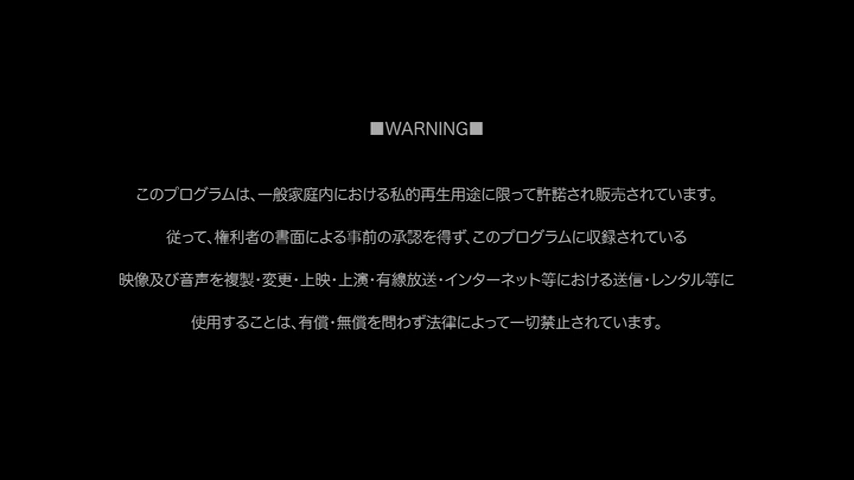 ■WARNING■
このプログラムは、一般家庭内における私的再生用途に限って許諾され販売されています。
従って、権利者の書面による事前の承認を得ず、このプログラムに収録されている
映像及び音声を複製・変更・上映・上演・有線放送・インターネット等における送信・レンタル等に
使用することは、有償・無償を問わず法律によって一切禁止されています。